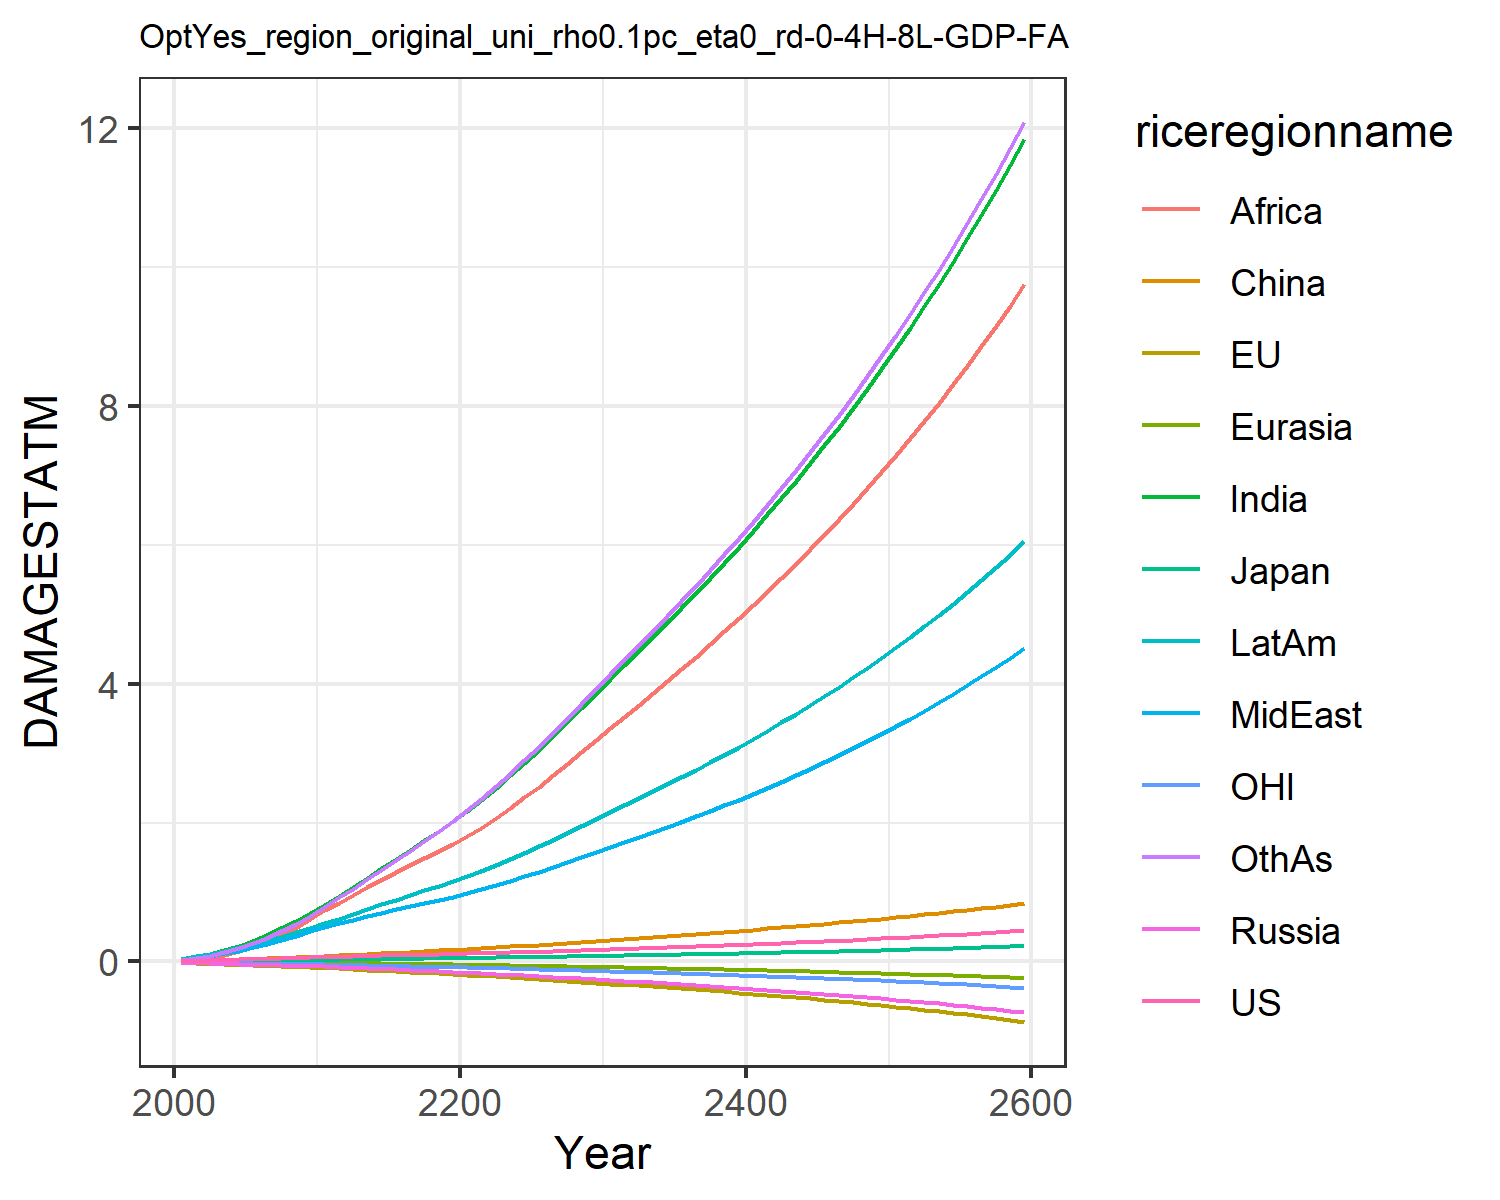 OptYes_region_original_uni_rho0.1pc_eta0_rd-0-4H-8L-GDP-FA
DAMAGESTATM
12
8
4
0
2000 2200 2400 2600
Year
riceregionname
Africa
China
EU
Eurasia
India
Japan
LatAm
MidEast
OHI
OthAs
Russia
US